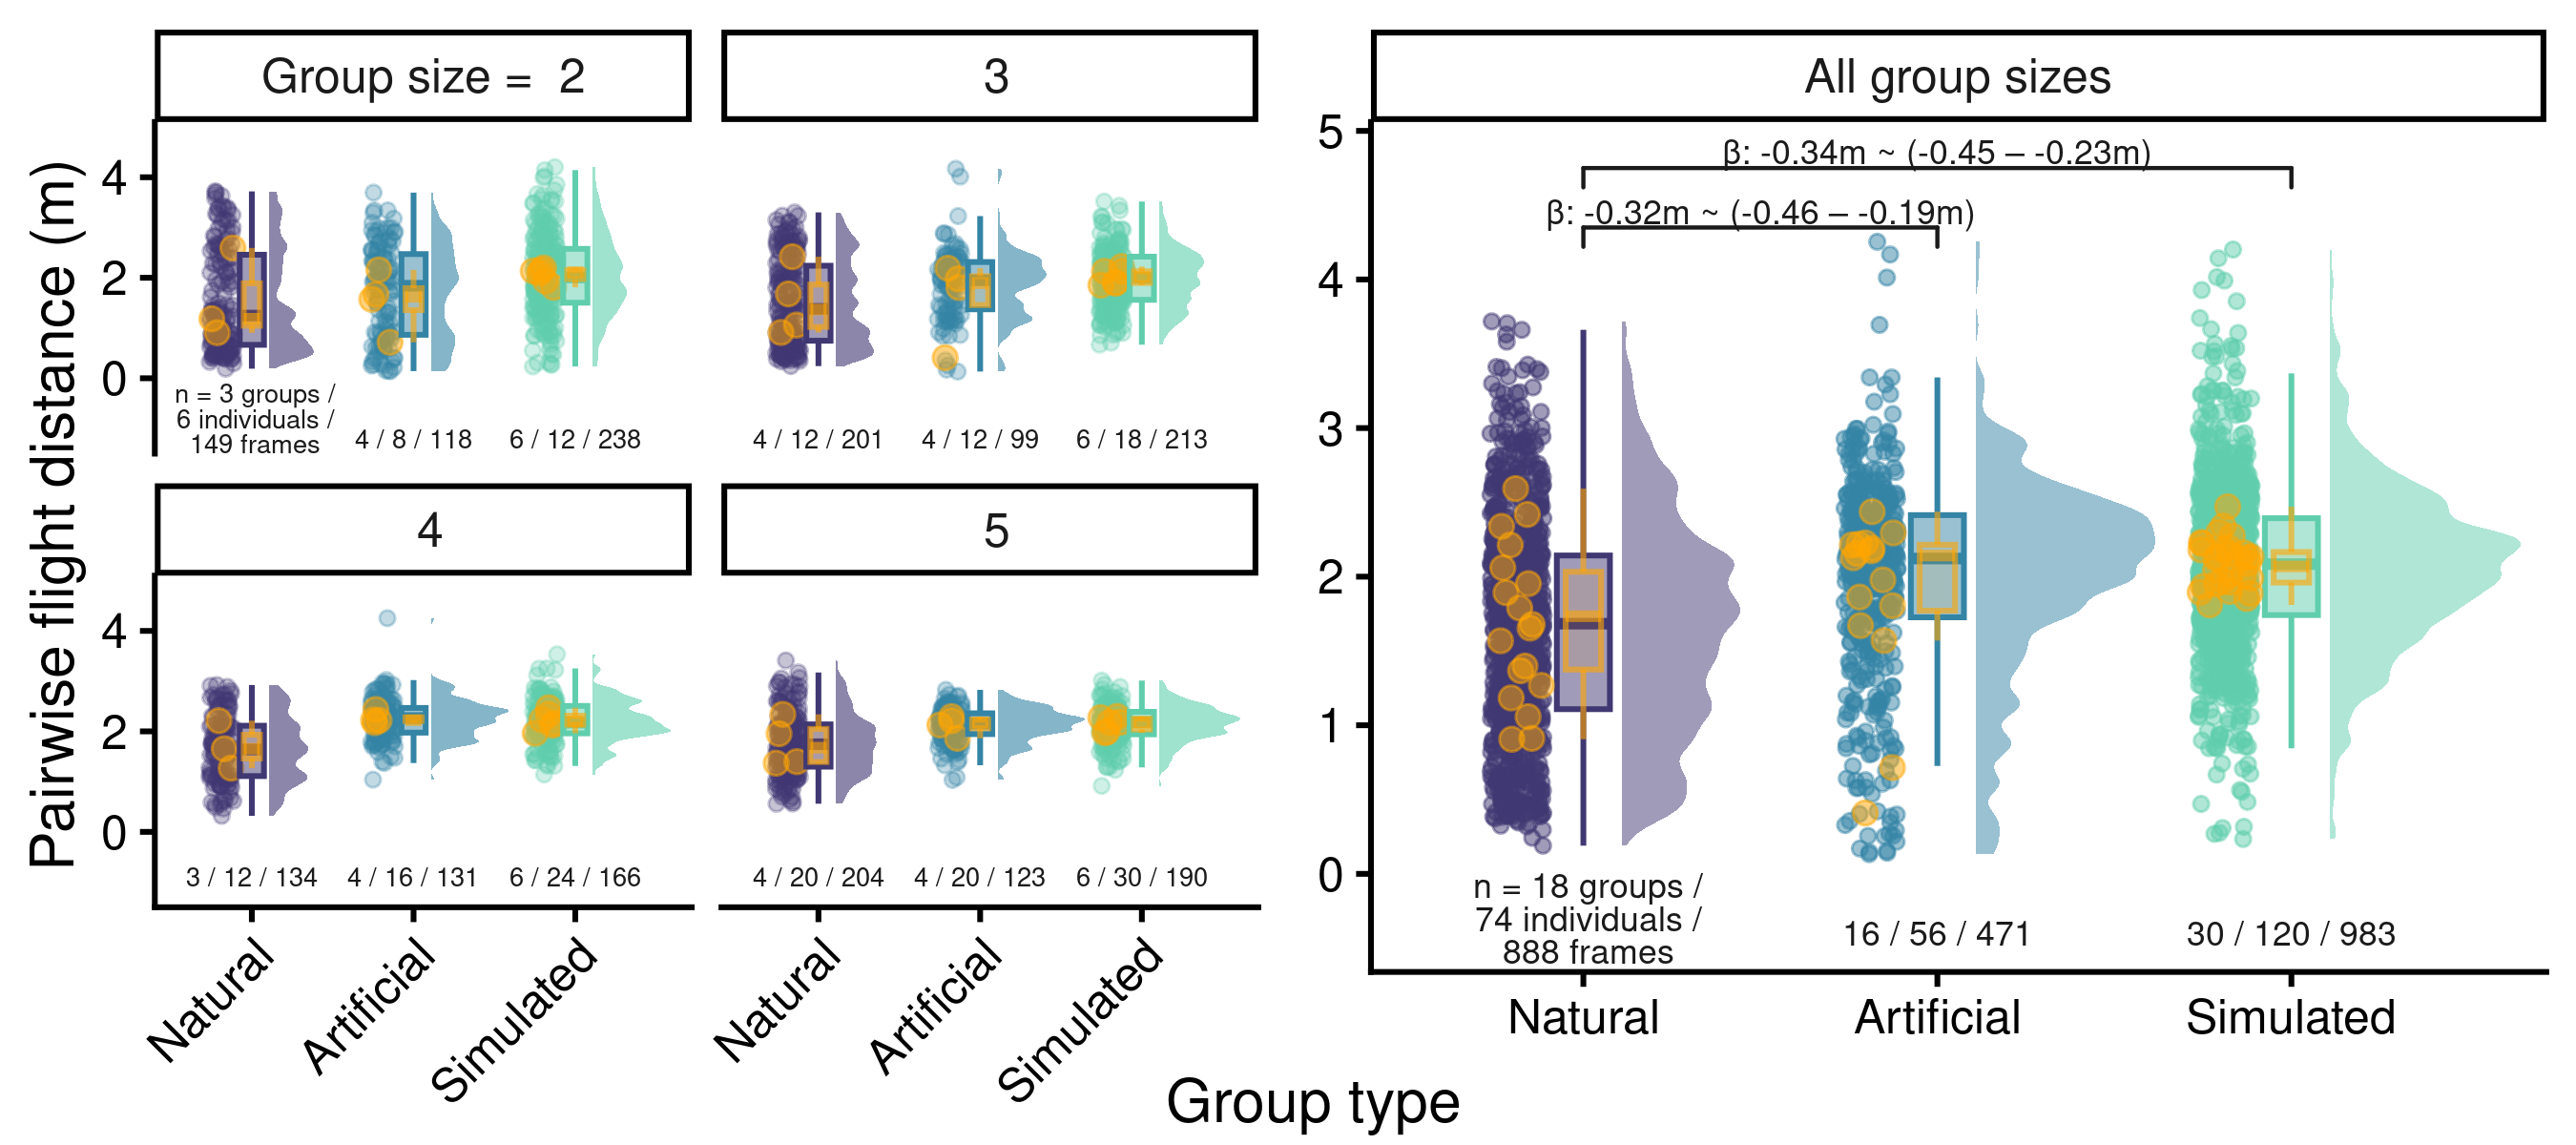 Group size = 2
3
All group sizes
Pairwise flight distance (m)
4
2
0
n = 3 groups /
6 individuals /
149 frames
4 / 8 / 118
6 / 12 / 238
4 / 12 / 201
4 / 12 / 99
6 / 18 / 213
4
5
4
2
0
3 / 12 / 134
4 / 16 / 131
6 / 24 / 166
4 / 20 / 204
4 / 20 / 123
6 / 30 / 190
Natural
Artificial
Simulated
Natural
Artificial
Simulated
5
4
3
2
1
0
β: -0.34m ~ (-0.45 – -0.23m)
β: -0.32m ~ (-0.46 – -0.19m)
n = 18 groups /
74 individuals /
888 frames
16 / 56 / 471
30 / 120 / 983
Natural
Artificial
Simulated
Group type